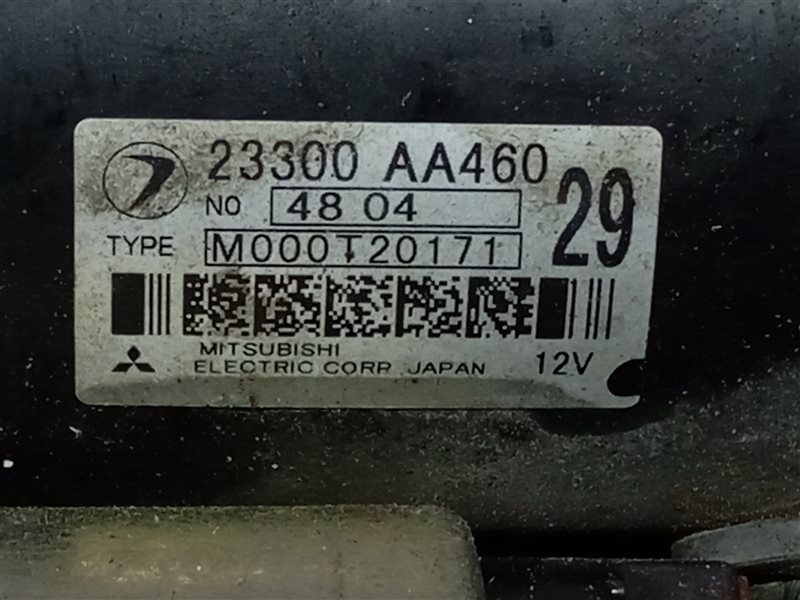 23300 AA460
29
NO 48 04
TYPE M000T20171
MITSUBISHI
ELECTRIC CORP. JAPAN 12V